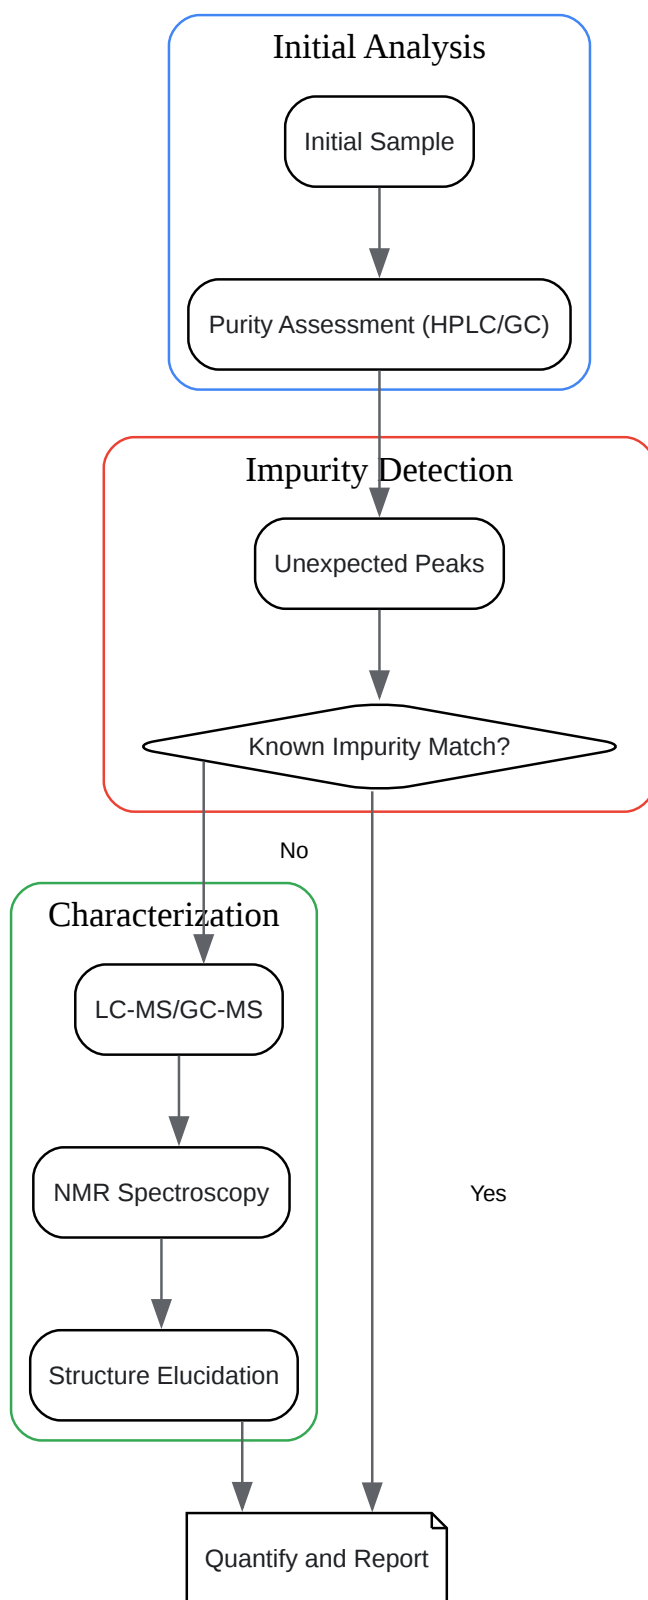 Initial Analysis
Initial Sample
Purity Assessment (HPLC/GC)
Impurity Detection
Unexpected Peaks
Known Impurity Match?
No
Characterization
LC-MS/GC-MS
NMR Spectroscopy
Yes
Structure Elucidation
Quantify and Report